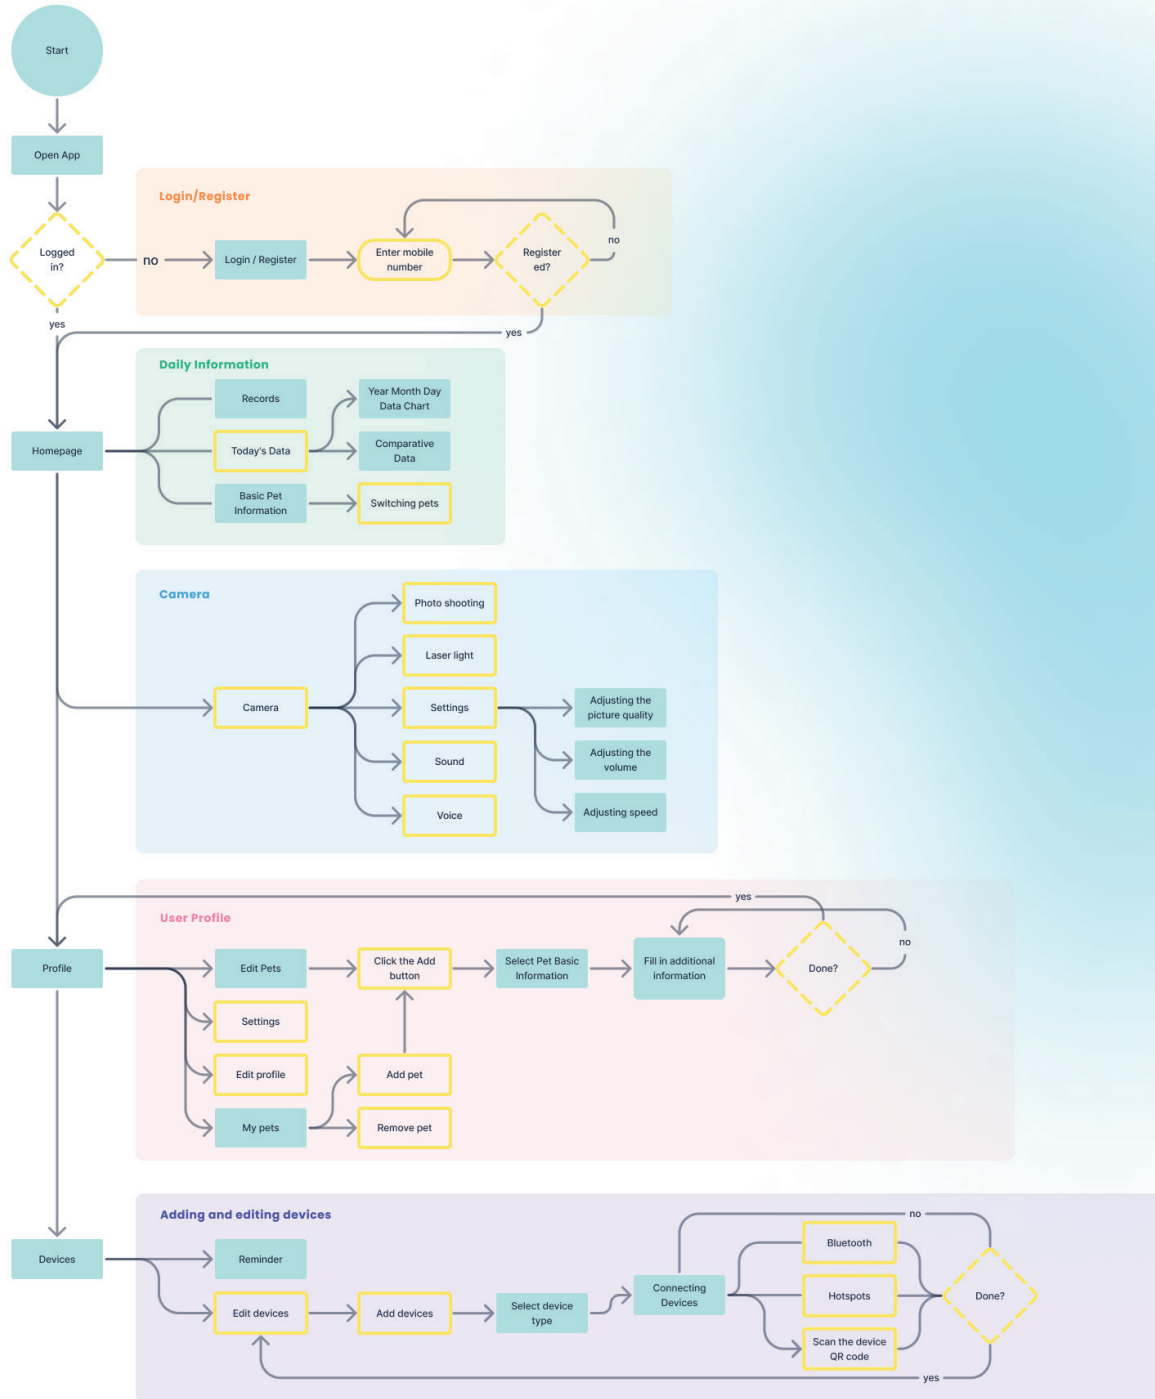 Start
Open App
Login/Register
Logged
in?
no
Login / Register
Enter mobile
number
Register
ed?
no
yes
yes
Daily Information
Records
Year Month Day
Data Chart
Homepage
Today's Data
Comparative
Data
Basic Pet
Information
Switching pets
Camera
Photo shooting
Laser light
Camera
Settings
Adjusting the
picture quality
Sound
Adjusting the
volume
Voice
Adjusting speed
yes
User Profile
no
Profile
Edit Pets
Click the Add
button
Select Pet Basic
Information
Fill in additional
information
Done?
Settings
Edit profile
Add pet
My pets
Remove pet
Adding and editing devices
no
Devices
Reminder
Bluetooth
Edit devices
Add devices
Select device
type
Connecting
Devices
Hotspots
Done?
Scan the device
QR code
yes